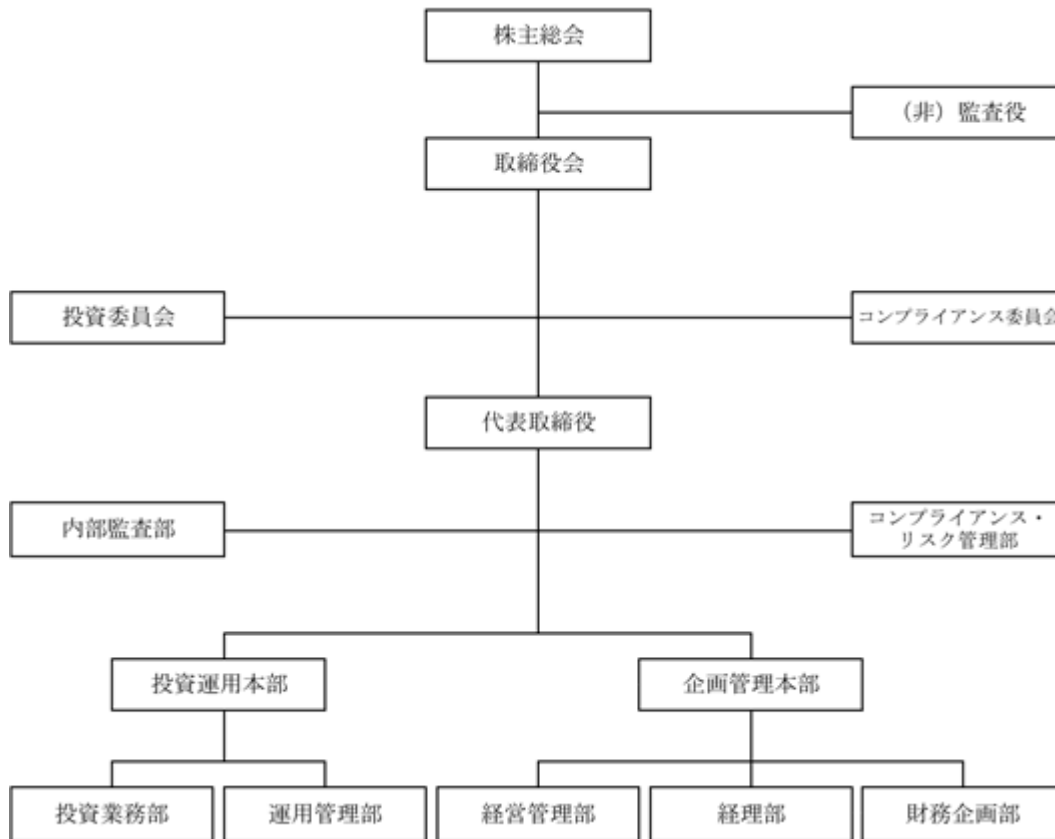 株主総会
（非）監査役
取締役会
投資委員会
コンプライアンス委員会
代表取締役
内部監査部
コンプライアンス・
リスク管理部
投資運用本部
企画管理本部
投資業務部
運用管理部
経営管理部
経理部
財務企画部